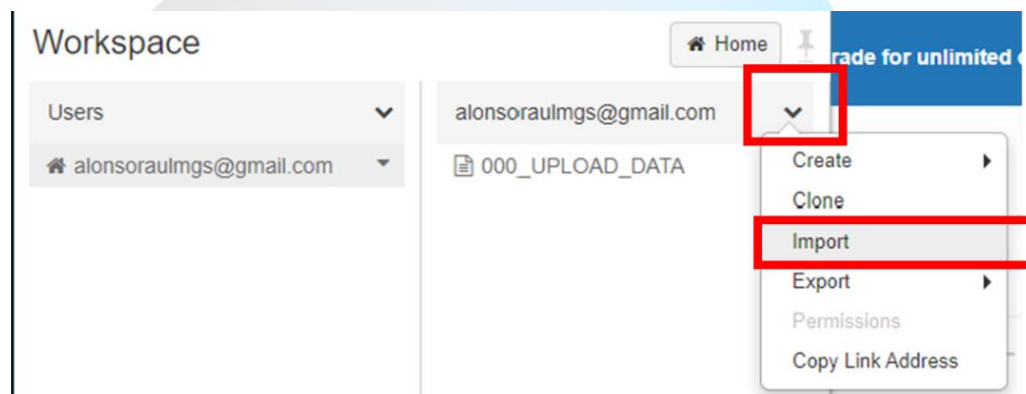 Workspace
Home
rade for unlimited
Users
alonsoraulmgs@gmail.com
alonsoraulmgs@gmail.com
000_UPLOAD_DATA
Create
Clone
Import
Export
Permissions
Copy Link Address